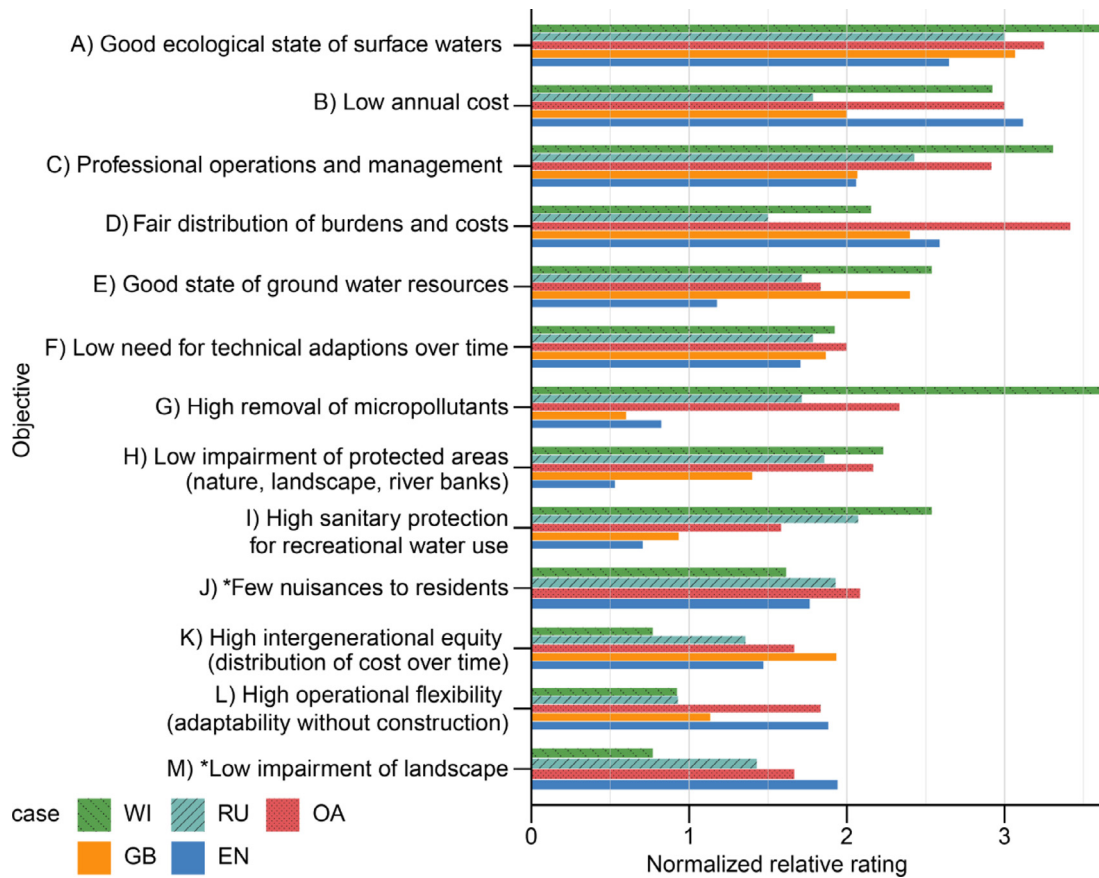 A) Good ecological state of surface waters
B) Low annual cost
C) Professional operations and management
D) Fair distribution of burdens and costs
E) Good state of ground water resources
F) Low need for technical adaptions over time
G) High removal of micropollutants
H) Low impairment of protected areas
(nature, landscape, river banks)
I) High sanitary protection
for recreational water use
J) *Few nuisances to residents
K) High intergenerational equity
(distribution of cost over time)
L) High operational flexibility
(adaptability without construction)
M) *Low impairment of landscape
Objective
0 1 2 3
Normalized relative rating
case WI RU OA
GB EN